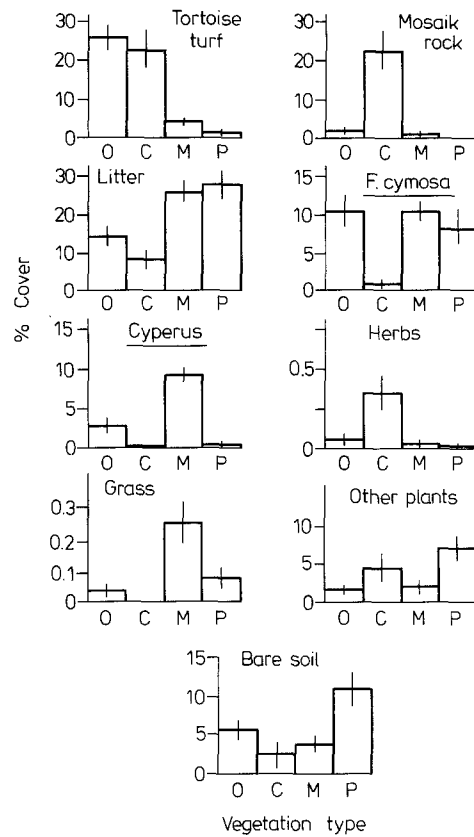 30%
20
10
0
Tortoise
turf
O C M P
30%
20
10
0
Mosaik
rock
O C M P
30
20
10
0
Litter
O C M P
15
10
5
0
F. cymosa
O C M P
% Cover
15
10
5
0
Cyperus
O C M P
0.5
0
Herbs
O C M P
0.3
0.2
0.1
0
Grass
O C M P
10
5
0
Other plants
O C M P
15
10
5
0
Bare soil
O C M P
Vegetation type